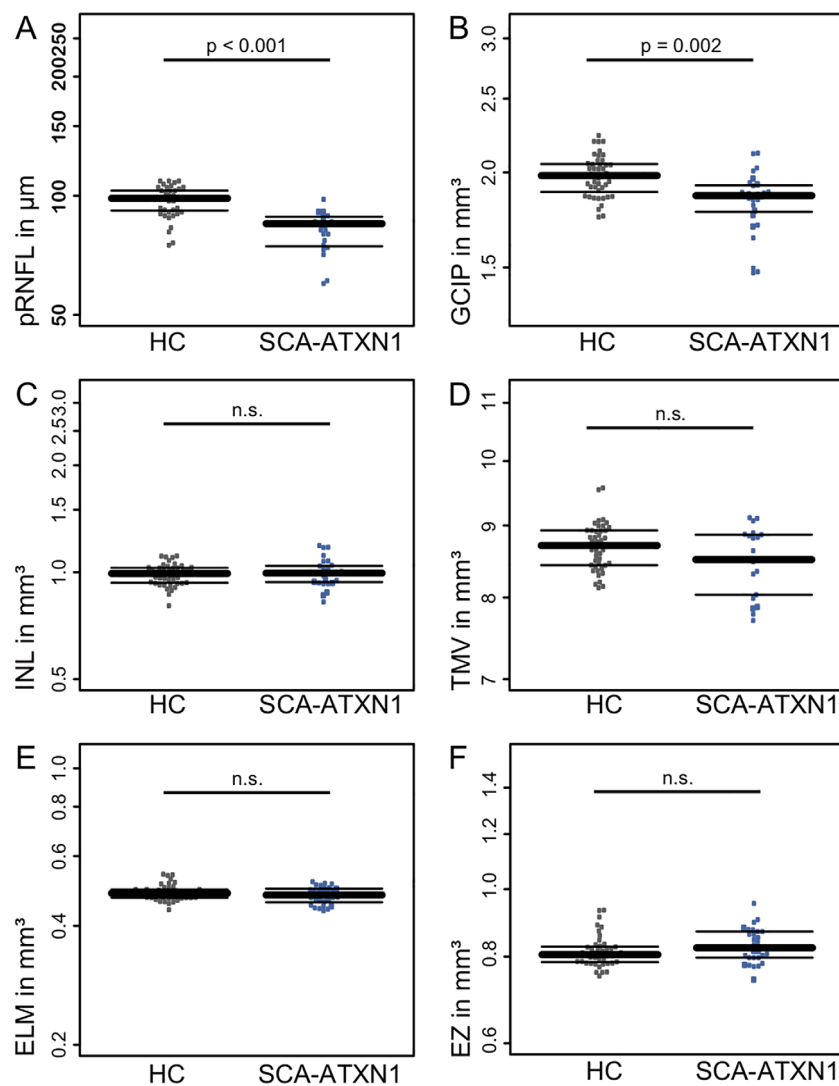 A
pRNFL in µm
200250
150
100
50
p < 0.001
HC SCA-ATXN1
B
GCIP in mm³
3.0
2.5
2.0
1.5
p = 0.002
HC SCA-ATXN1
C
INL in mm³
2.53.0
2.0
1.5
1.0
0.5
n.s.
HC SCA-ATXN1
D
TMV in mm³
11
10
9
8
7
n.s.
HC SCA-ATXN1
E
ELM in mm³
1.0
0.8
0.6
0.4
0.2
n.s.
HC SCA-ATXN1
F
EZ in mm³
1.4
1.2
1.0
0.8
0.6
n.s.
HC SCA-ATXN1